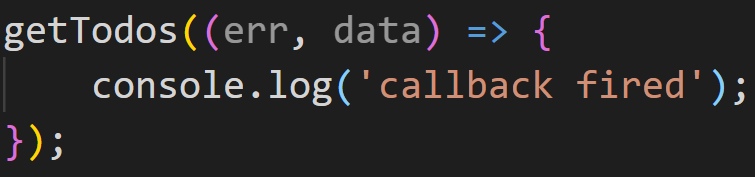 getTodos((err, data) => {
    console.log('callback fired');
});